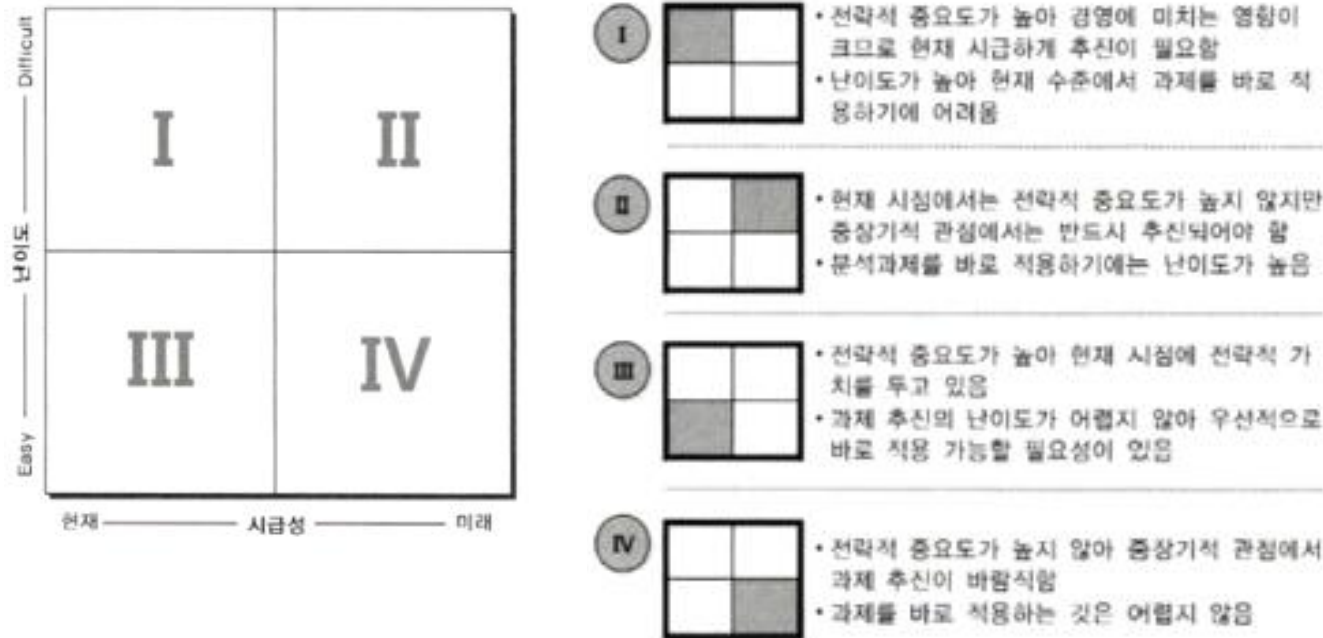 Difficult
난이도
Easy
I
II
III
IV
현재
시급성
미래
I
• 전략적 중요도가 높아 경영에 미치는 영향이
크므로 현재 시급하게 추진이 필요함
• 난이도가 높아 현재 수준에서 과제를 바로 적
용하기에 어려움
II
• 현재 시점에서는 전략적 중요도가 높지 않지만
중장기적 관점에서는 반드시 추진되어야 함
• 분석과제를 바로 적용하기에는 난이도가 높음
III
• 전략적 중요도가 높아 현재 시점에 전략적 가
치를 두고 있음
• 과제 추진의 난이도가 어렵지 않아 우선적으로
바로 적용 가능할 필요성이 있음
IV
• 전략적 중요도가 높지 않아 중장기적 관점에서
과제 추진이 바람직함
• 과제를 바로 적용하는 것은 어렵지 않음